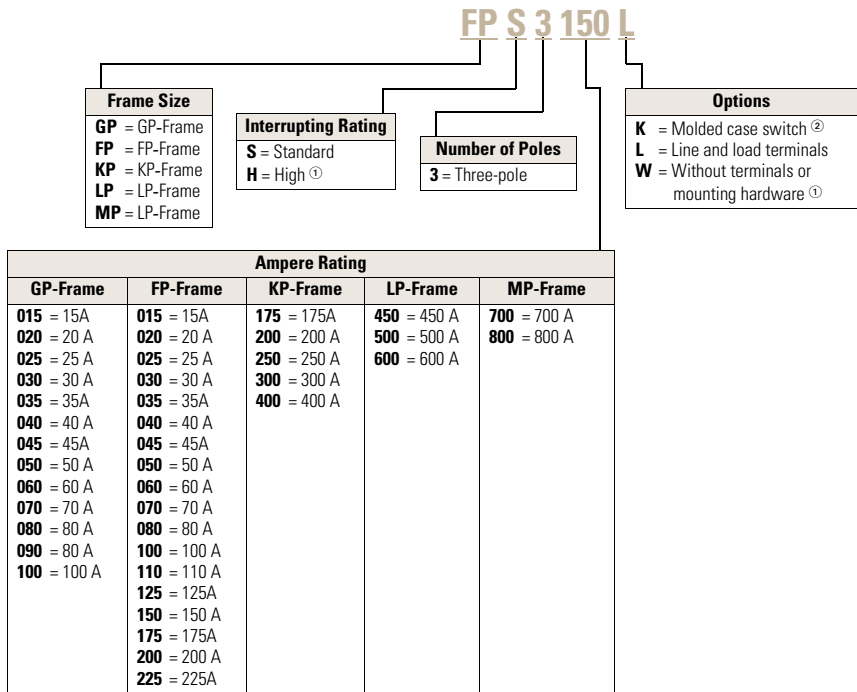 FP S 3 150 L
Frame Size
GP = GP-Frame
FP = FP-Frame
KP = KP-Frame
LP = LP-Frame
MP = LP-Frame
Interrupting Rating
S = Standard
H = High ①
Number of Poles
3 = Three-pole
Options
K = Molded case switch ②
L = Line and load terminals
W = Without terminals or
mounting hardware ①
Ampere Rating
GP-Frame
015 = 15A
020 = 20 A
025 = 25 A
030 = 30 A
035 = 35A
040 = 40 A
045 = 45A
050 = 50 A
060 = 60 A
070 = 70 A
080 = 80 A
090 = 80 A
100 = 100 A
FP-Frame
015 = 15A
020 = 20 A
025 = 25 A
030 = 30 A
035 = 35A
040 = 40 A
045 = 45A
050 = 50 A
060 = 60 A
070 = 70 A
080 = 80 A
100 = 100 A
110 = 110 A
125 = 125A
150 = 150 A
175 = 175A
200 = 200 A
225 = 225A
KP-Frame
175 = 175A
200 = 200 A
250 = 250 A
300 = 300 A
400 = 400 A
LP-Frame
450 = 450 A
500 = 500 A
600 = 600 A
MP-Frame
700 = 700 A
800 = 800 A